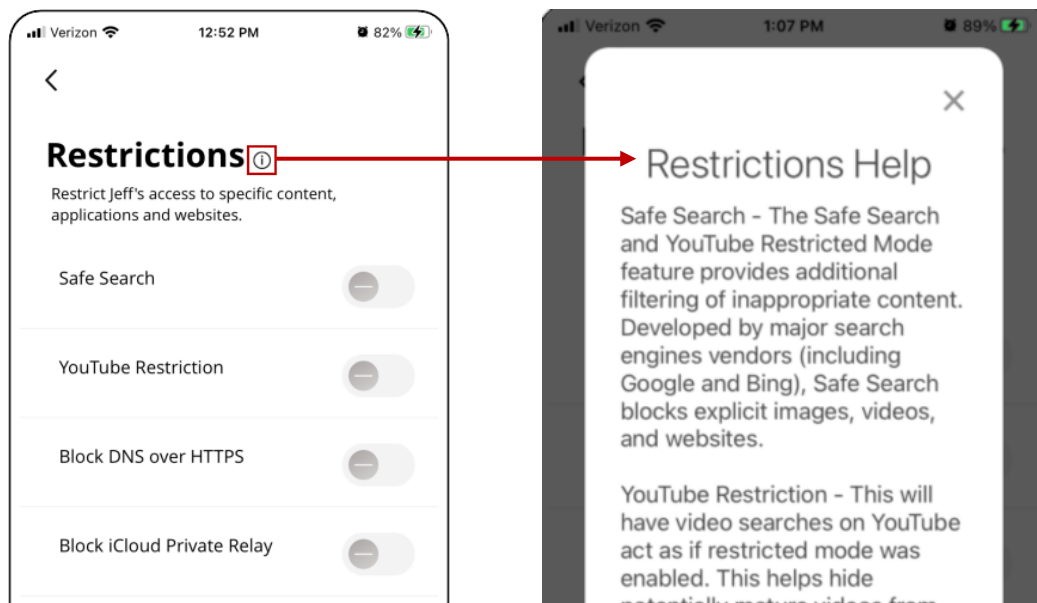 Verizon 12:52 PM 82%
Restrictions
Restrict Jeff's access to specific content,
applications and websites.
Safe Search
YouTube Restriction
Block DNS over HTTPS
Block iCloud Private Relay
Verizon 1:07 PM 89%
Restrictions Help
Safe Search - The Safe Search
and YouTube Restricted Mode
feature provides additional
filtering of inappropriate content.
Developed by major search
engines vendors (including
Google and Bing), Safe Search
blocks explicit images, videos,
and websites.
YouTube Restriction - This will
have video searches on YouTube
act as if restricted mode was
enabled. This helps hide
potentially mature videos from